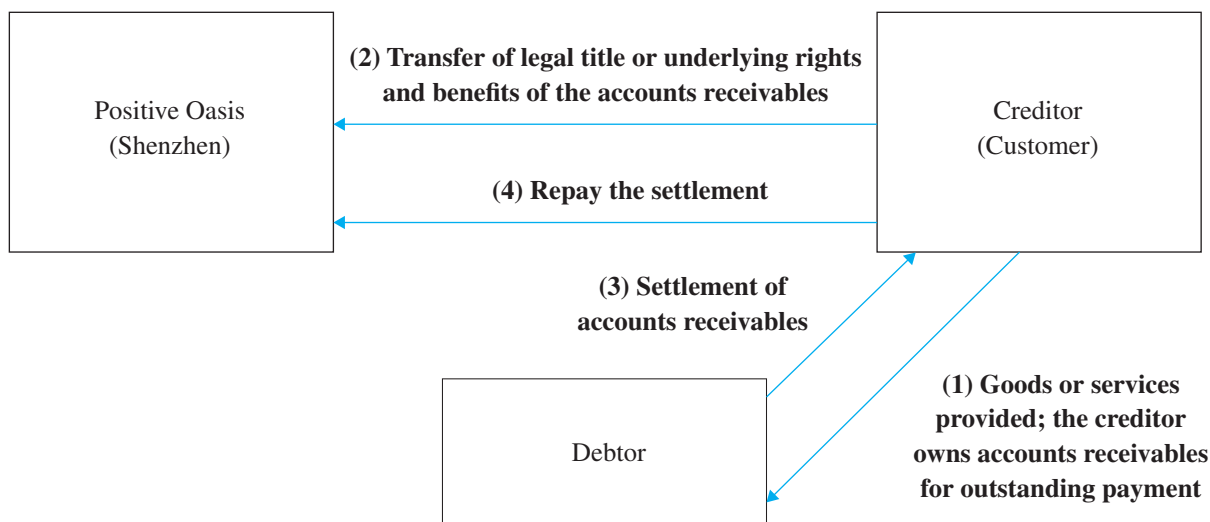 (2) Transfer of legal title or underlying rights
and benefits of the accounts receivables
Positive Oasis
(Shenzhen)
Creditor
(Customer)
(4) Repay the settlement
(3) Settlement of
accounts receivables
(1) Goods or services
provided; the creditor
owns accounts receivables
for outstanding payment
Debtor